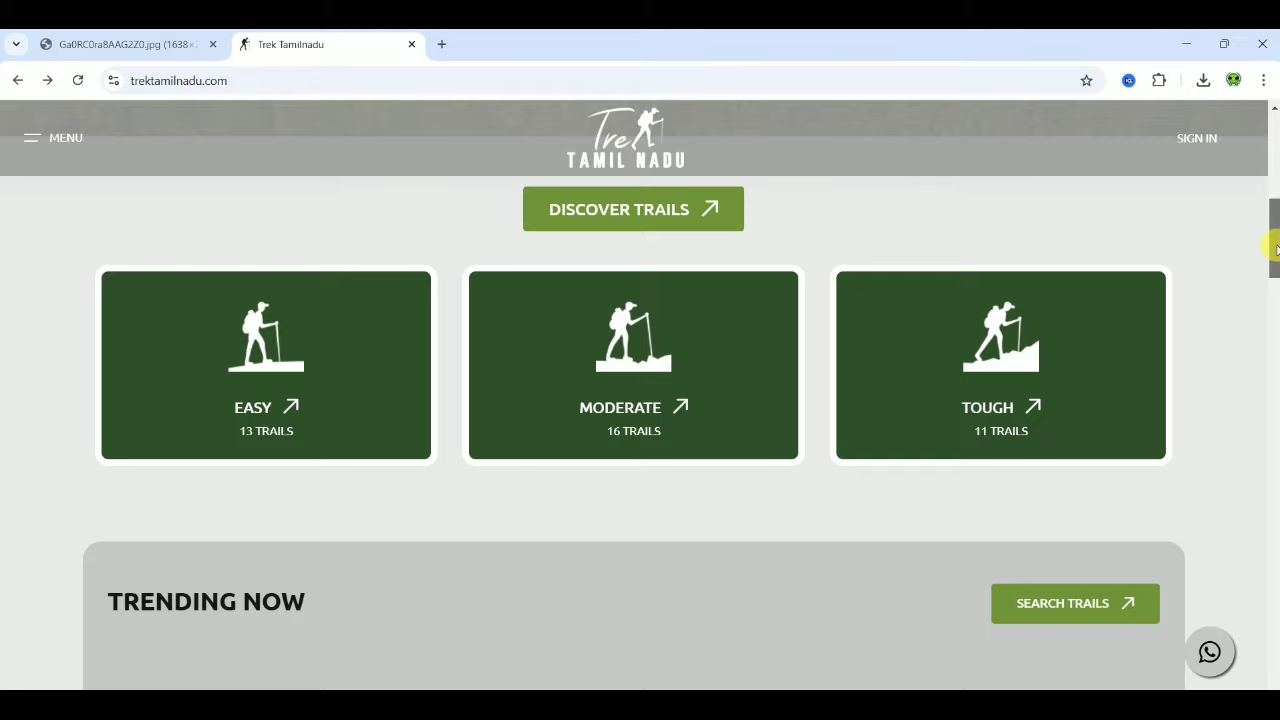 Ga0RC0ra8AAG2Z0.jpg (1638×
Trek Tamilnadu
trektamilnadu.com
MENU
Trek
TAMIL NADU
SIGN IN
DISCOVER TRAILS
EASY
13 TRAILS
MODERATE
16 TRAILS
TOUGH
11 TRAILS
TRENDING NOW
SEARCH TRAILS